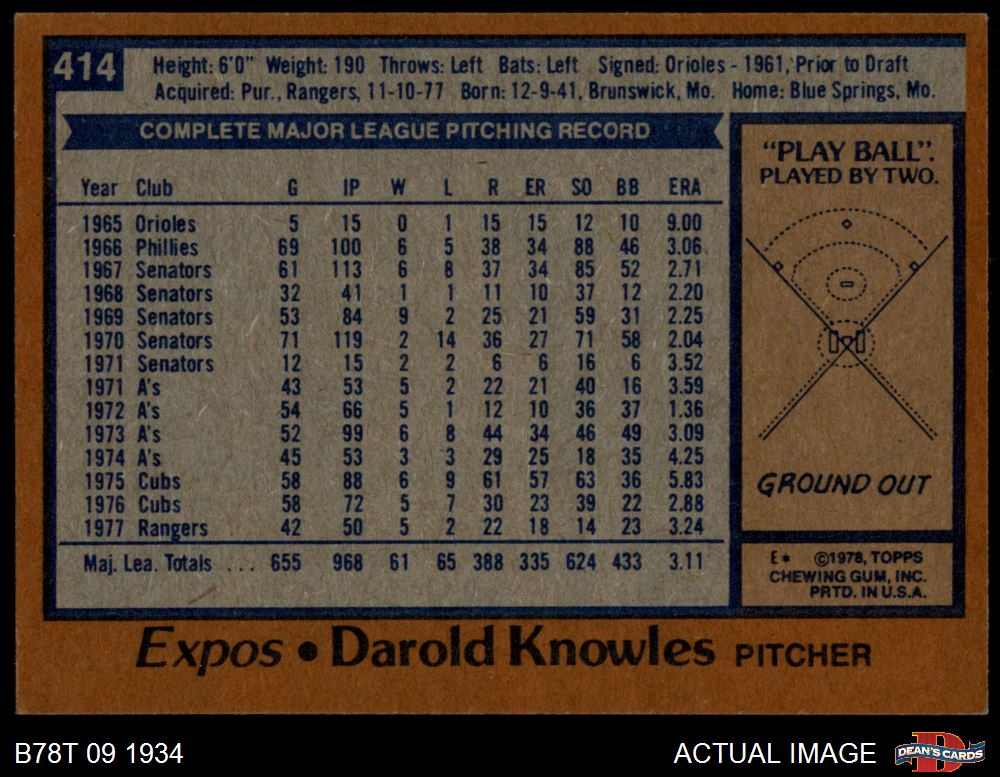 414
Height: 6'0" Weight: 190 Throws: Left Bats: Left Signed: Orioles - 1961, Prior to Draft
Acquired: Pur., Rangers, 11-10-77 Born: 12-9-41, Brunswick, Mo. Home: Blue Springs, Mo.
COMPLETE MAJOR LEAGUE PITCHING RECORD
Year Club G IP W L R ER SO BB ERA
1965 Orioles 5 15 0 1 15 15 12 10 9.00
1966 Phillies 69 100 6 5 38 34 88 46 3.06
1967 Senators 61 113 6 8 37 34 85 52 2.71
1968 Senators 32 41 1 1 11 10 37 12 2.20
1969 Senators 53 84 9 2 25 21 59 31 2.25
1970 Senators 71 119 2 14 36 27 71 58 2.04
1971 Senators 12 15 2 2 6 6 16 6 3.52
1971 A's 43 53 5 2 22 21 40 16 3.59
1972 A's 54 66 5 1 12 10 36 37 1.36
1973 A's 52 99 6 8 44 34 46 49 3.09
1974 A's 45 53 3 3 29 25 18 35 4.25
1975 Cubs 58 88 6 9 61 57 63 36 5.83
1976 Cubs 58 72 5 7 30 23 39 22 2.88
1977 Rangers 42 50 5 2 22 18 14 23 3.24
Maj. Lea. Totals ... 655 968 61 65 388 335 624 433 3.11
"PLAY BALL".
PLAYED BY TWO.
GROUND OUT
E* ©1978, TOPPS
CHEWING GUM, INC.
PRTD. IN U.S.A.
Expos • Darold Knowles PITCHER
B78T 09 1934
ACTUAL IMAGE
DEAN'S CARDS